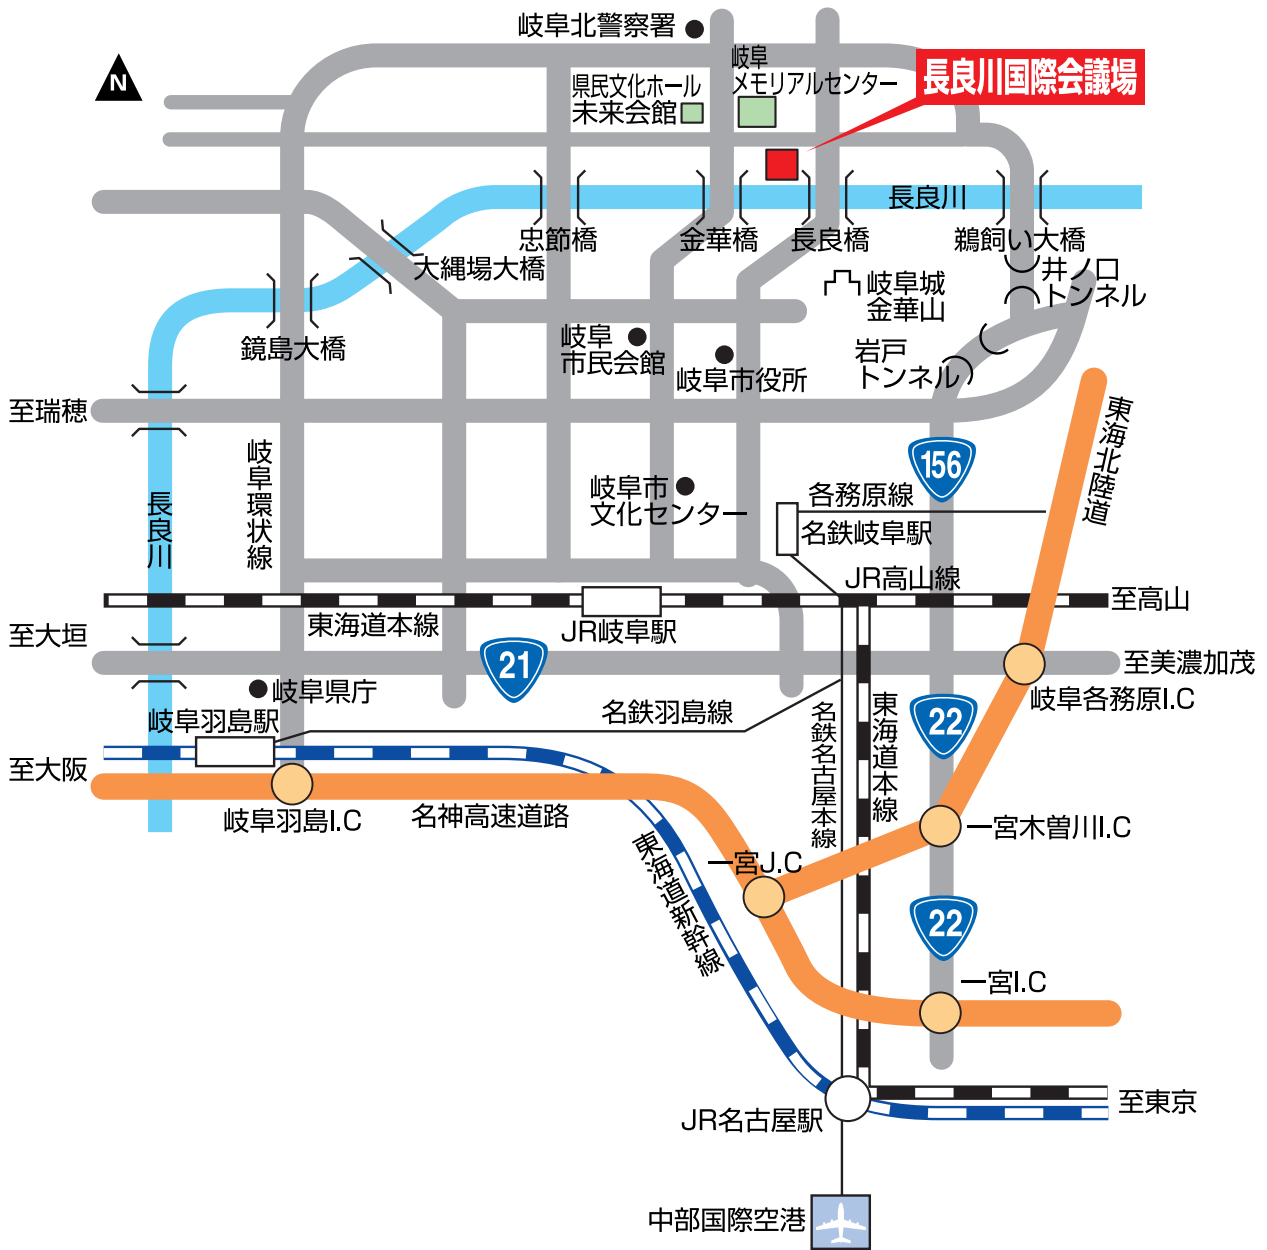 岐阜北警察署
N
岐阜
メモリアルセンター
県民文化ホール
未来会館
長良川国際会議場
長良川
忠節橋
金華橋
長良橋
鵜飼い大橋
大縄場大橋
井ノ口
トンネル
岐阜城
金華山
鏡島大橋
岐阜
市民会館
岐阜市役所
岩戸
トンネル
至瑞穂
東海北陸道
156
岐阜環状線
長良川
岐阜市
文化センター
各務原線
名鉄岐阜駅
JR高山線
至高山
東海道本線
JR岐阜駅
至大垣
21
至美濃加茂
岐阜県庁
岐阜各務原I.C
岐阜羽島駅
名鉄羽島線
名鉄名古屋本線
東海道本線
22
至大阪
岐阜羽島I.C
名神高速道路
一宮木曽川I.C
東海道新幹線
一宮J.C
22
一宮I.C
JR名古屋駅
至東京
中部国際空港